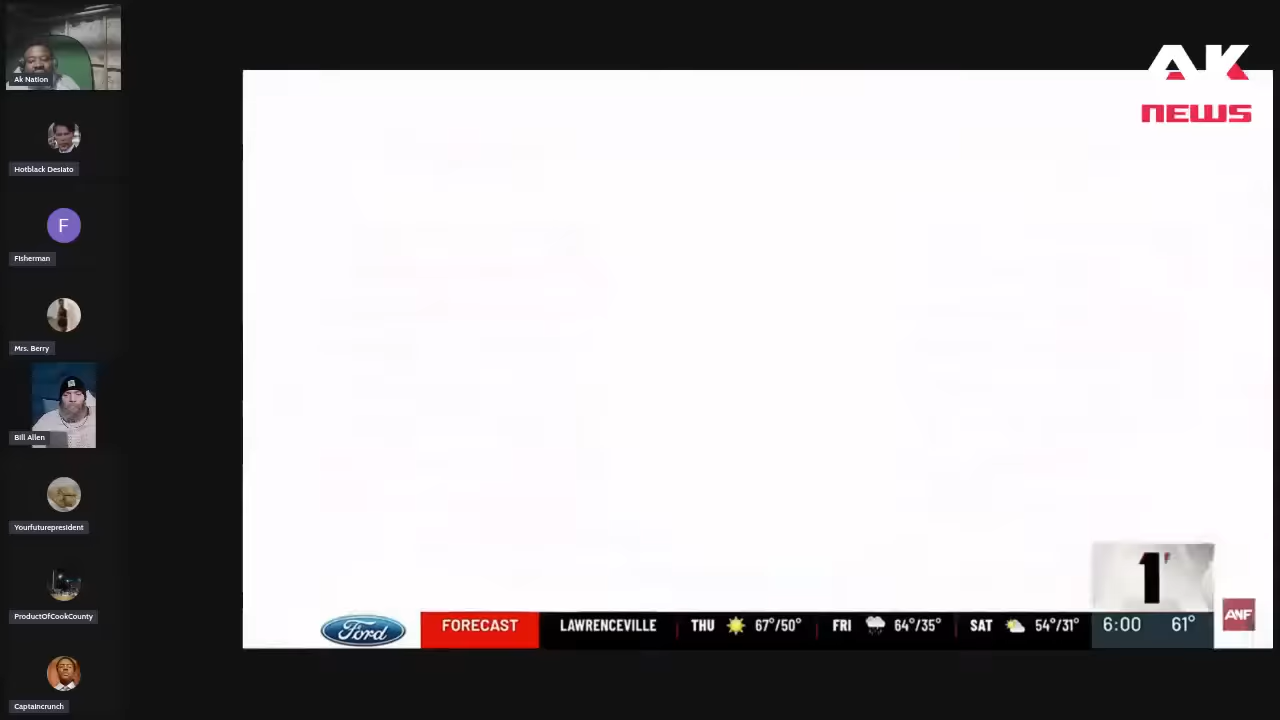 Ak Nation
Hotblack Desiato
F
Fisherman
Mrs. Berry
Bill Allen
Yourfuturepresident
ProductOfCookCounty
Captaincrunch
AK
NEWS
1
Ford
FORECAST
LAWRENCEVILLE
THU 67°/50°
FRI 64°/35°
SAT 54°/31°
6:00 61°
ANF